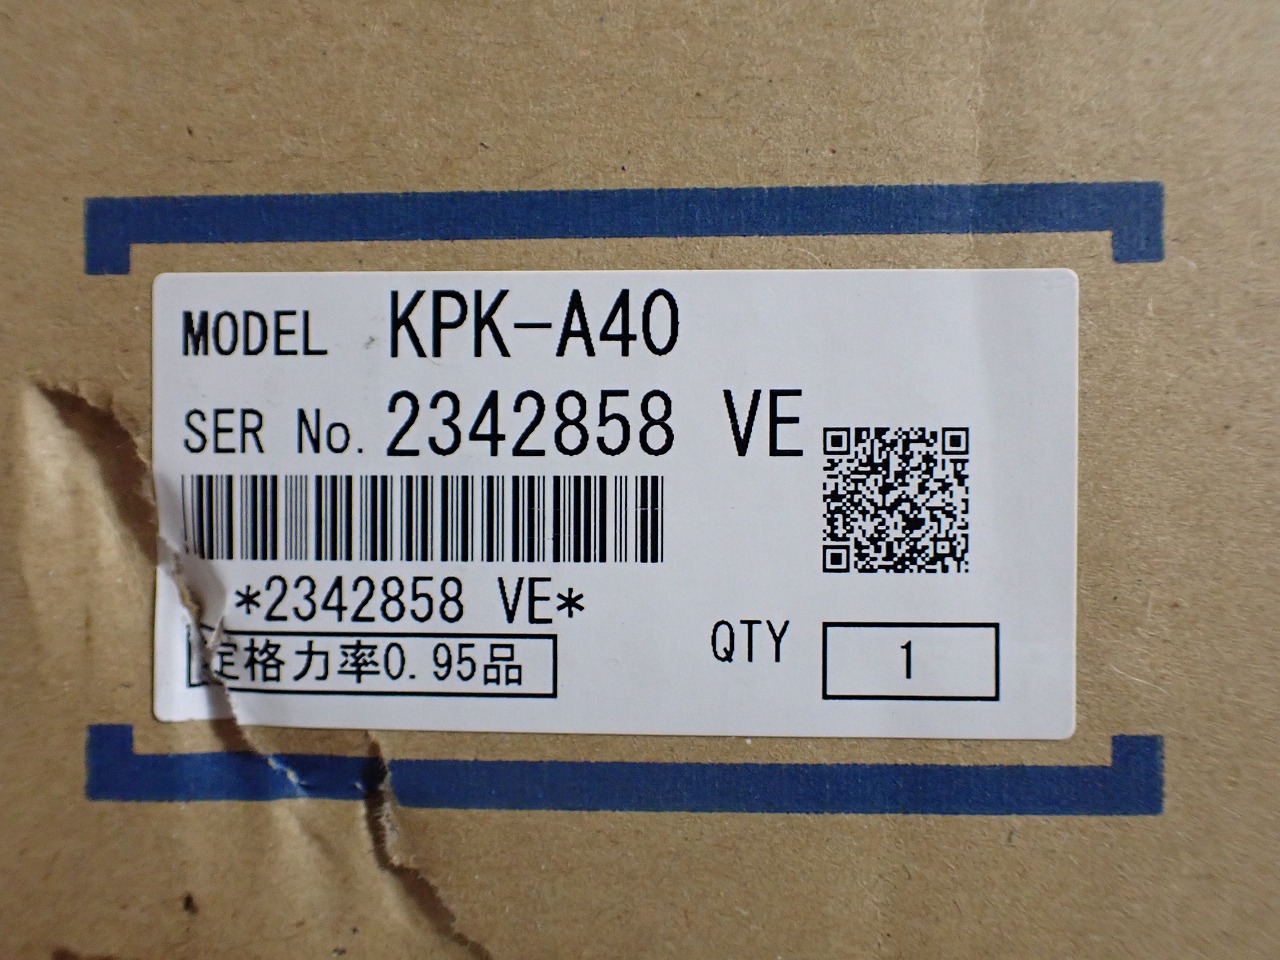 MODEL KPK-A40
SER No. 2342858 VE
*2342858 VE*
定格力率0.95品
QTY 1